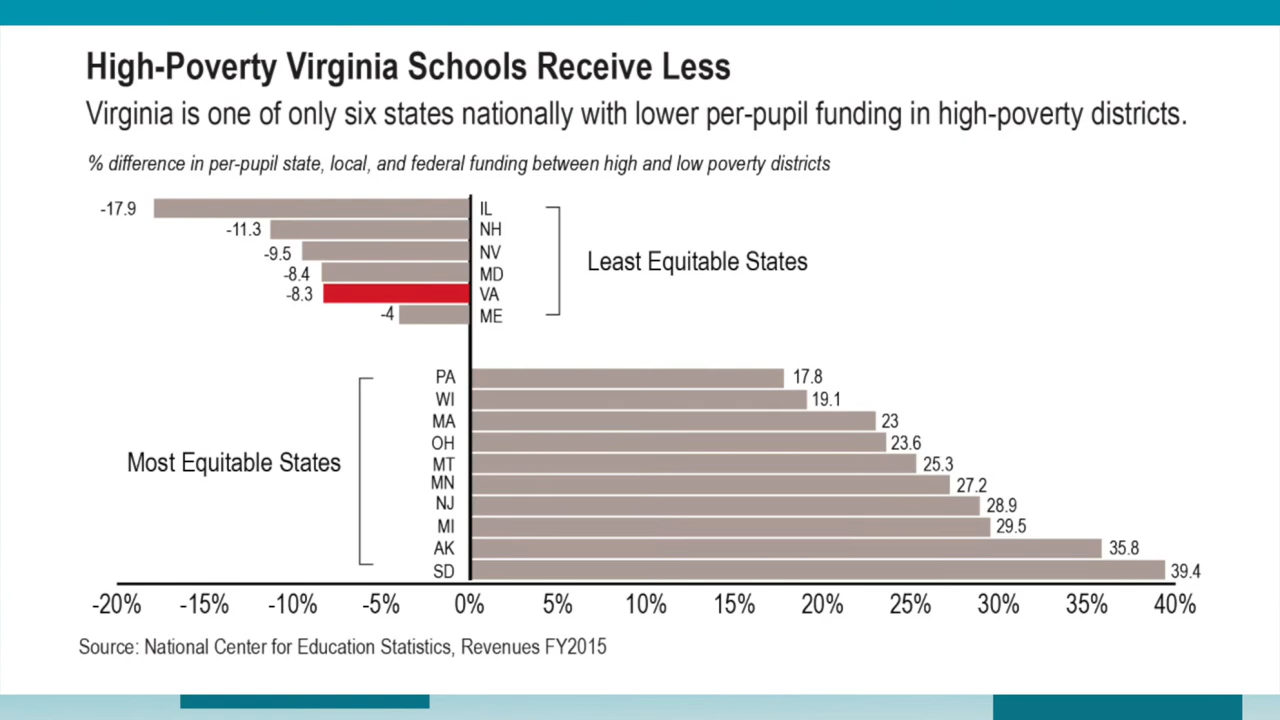 High-Poverty Virginia Schools Receive Less
Virginia is one of only six states nationally with lower per-pupil funding in high-poverty districts.
% difference in per-pupil state, local, and federal funding between high and low poverty districts
-17.9 IL
-11.3 NH
-9.5 NV
Least Equitable States
-8.4 MD
-8.3 VA
-4 ME
PA 17.8
WI 19.1
MA 23
OH 23.6
Most Equitable States
MT 25.3
MN 27.2
NJ 28.9
MI 29.5
AK 35.8
SD 39.4
-20% -15% -10% -5% 0% 5% 10% 15% 20% 25% 30% 35% 40%
Source: National Center for Education Statistics, Revenues FY2015